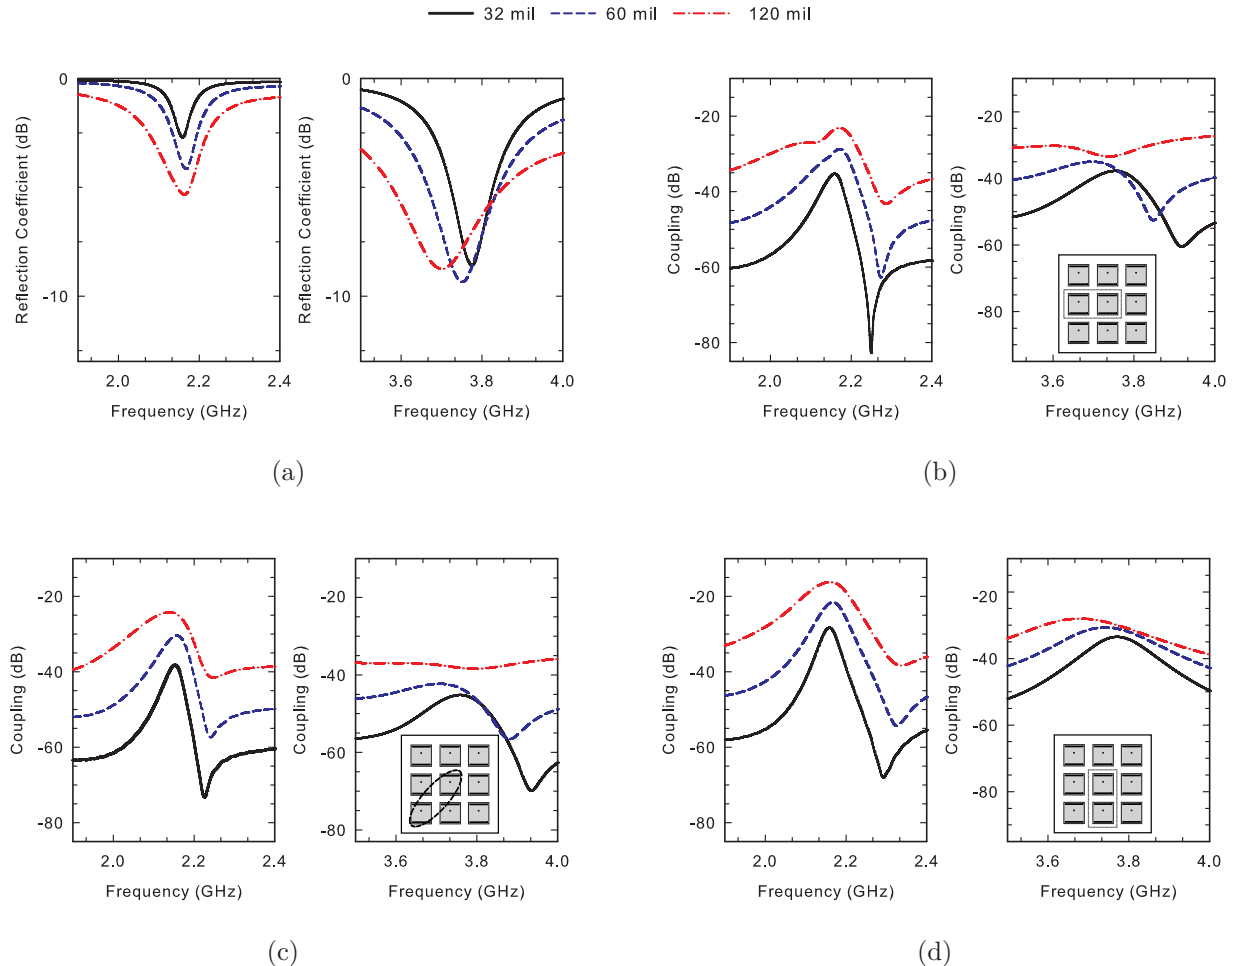 32 mil 60 mil 120 mil
0
-10
2.0 2.2 2.4
Reflection Coefficient (dB)
Frequency (GHz)
0
-10
3.6 3.8 4.0
Reflection Coefficient (dB)
Frequency (GHz)
(a)
-20
-40
-60
-80
2.0 2.2 2.4
Coupling (dB)
Frequency (GHz)
-20
-40
-60
-80
3.6 3.8 4.0
Coupling (dB)
Frequency (GHz)
(b)
-20
-40
-60
-80
2.0 2.2 2.4
Coupling (dB)
Frequency (GHz)
-20
-40
-60
-80
3.6 3.8 4.0
Coupling (dB)
Frequency (GHz)
(c)
-20
-40
-60
-80
2.0 2.2 2.4
Coupling (dB)
Frequency (GHz)
-20
-40
-60
-80
3.6 3.8 4.0
Coupling (dB)
Frequency (GHz)
(d)